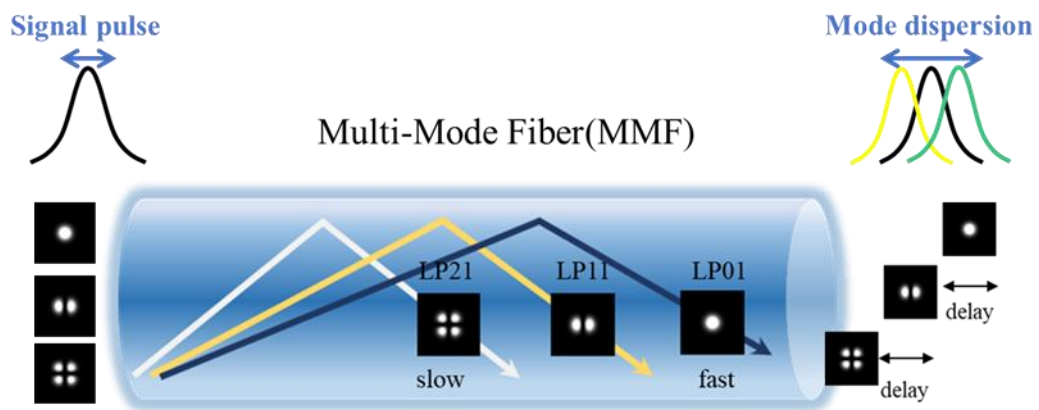 Signal pulse
Mode dispersion
Multi-Mode Fiber(MMF)
LP21
LP11
LP01
slow
fast
delay
delay